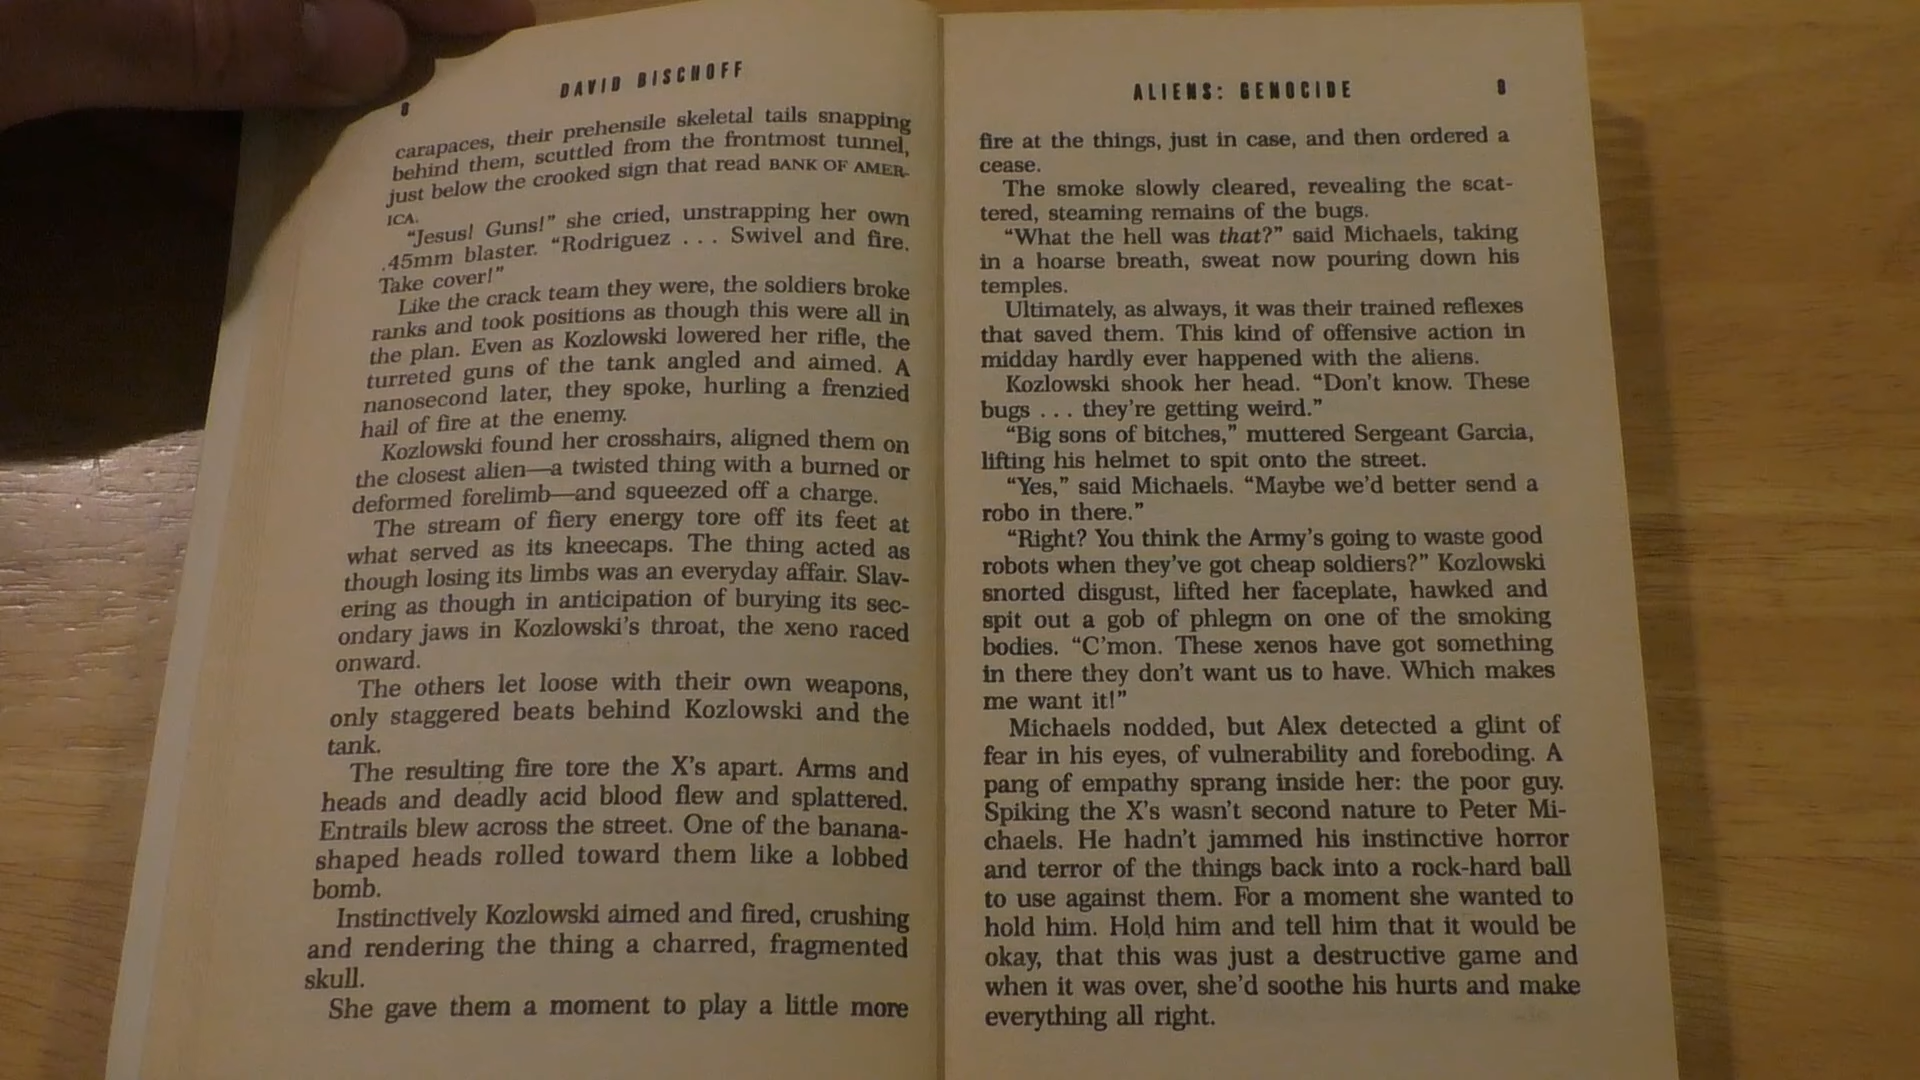 8
DAVID BISCHOFF
carapaces, their prehensile skeletal tails snapping
behind them, scuttled from the frontmost tunnel,
just below the crooked sign that read BANK OF AMER-
ICA.
“Jesus! Guns!” she cried, unstrapping her own
.45mm blaster. “Rodriguez . . . Swivel and fire.
Take cover!”
Like the crack team they were, the soldiers broke
ranks and took positions as though this were all in
the plan. Even as Kozlowski lowered her rifle, the
turreted guns of the tank angled and aimed. A
nanosecond later, they spoke, hurling a frenzied
hail of fire at the enemy.
Kozlowski found her crosshairs, aligned them on
the closest alien—a twisted thing with a burned or
deformed forelimb—and squeezed off a charge.
The stream of fiery energy tore off its feet at
what served as its kneecaps. The thing acted as
though losing its limbs was an everyday affair. Slav-
ering as though in anticipation of burying its sec-
ondary jaws in Kozlowski’s throat, the xeno raced
onward.
The others let loose with their own weapons,
only staggered beats behind Kozlowski and the
tank.
The resulting fire tore the X’s apart. Arms and
heads and deadly acid blood flew and splattered.
Entrails blew across the street. One of the banana-
shaped heads rolled toward them like a lobbed
bomb.
Instinctively Kozlowski aimed and fired, crushing
and rendering the thing a charred, fragmented
skull.
She gave them a moment to play a little more
ALIENS: GENOCIDE
9
fire at the things, just in case, and then ordered a
cease.
The smoke slowly cleared, revealing the scat-
tered, steaming remains of the bugs.
“What the hell was that?” said Michaels, taking
in a hoarse breath, sweat now pouring down his
temples.
Ultimately, as always, it was their trained reflexes
that saved them. This kind of offensive action in
midday hardly ever happened with the aliens.
Kozlowski shook her head. “Don’t know. These
bugs . . . they’re getting weird.”
“Big sons of bitches,” muttered Sergeant Garcia,
lifting his helmet to spit onto the street.
“Yes,” said Michaels. “Maybe we’d better send a
robo in there.”
“Right? You think the Army’s going to waste good
robots when they’ve got cheap soldiers?” Kozlowski
snorted disgust, lifted her faceplate, hawked and
spit out a gob of phlegm on one of the smoking
bodies. “C’mon. These xenos have got something
in there they don’t want us to have. Which makes
me want it!”
Michaels nodded, but Alex detected a glint of
fear in his eyes, of vulnerability and foreboding. A
pang of empathy sprang inside her: the poor guy.
Spiking the X’s wasn’t second nature to Peter Mi-
chaels. He hadn’t jammed his instinctive horror
and terror of the things back into a rock-hard ball
to use against them. For a moment she wanted to
hold him. Hold him and tell him that it would be
okay, that this was just a destructive game and
when it was over, she’d soothe his hurts and make
everything all right.